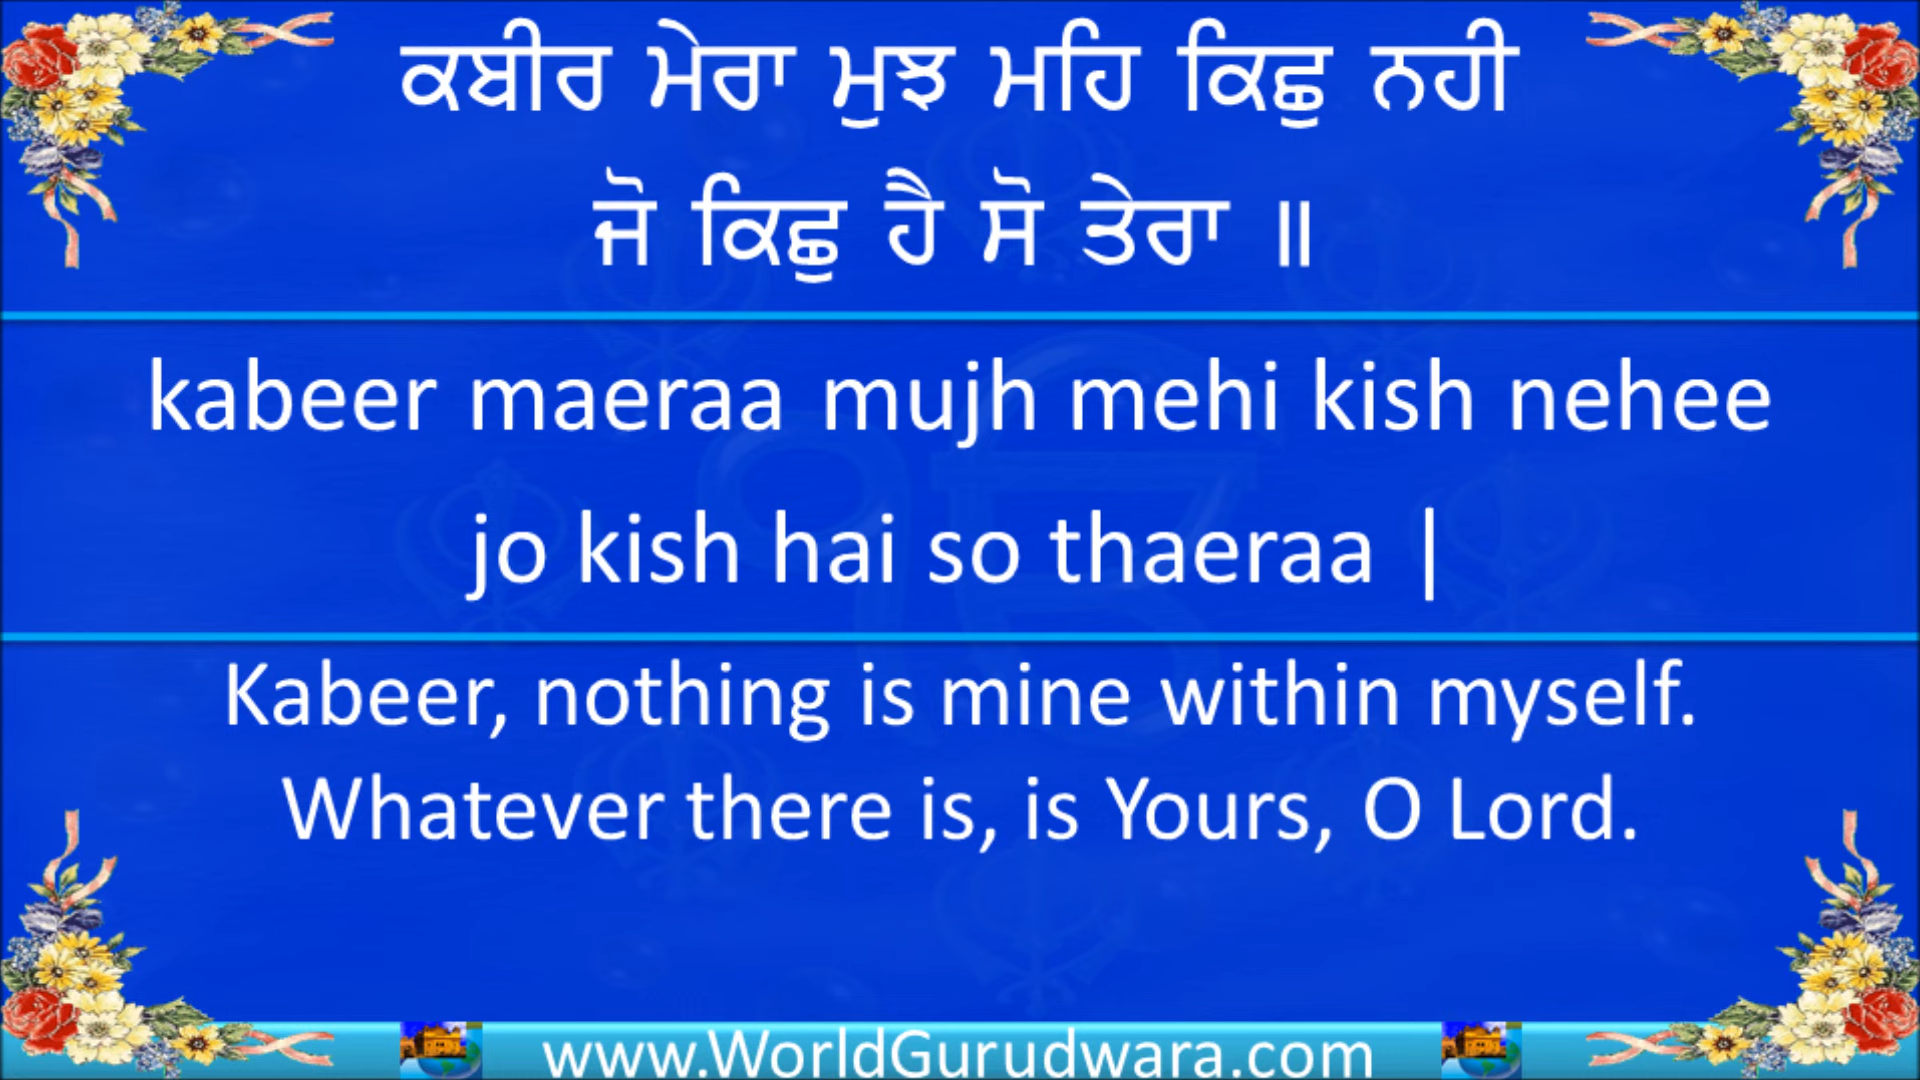 ਕਬੀਰ ਮੇਰਾ ਮੁਝ ਮਹਿ ਕਿਛੁ ਨਹੀ
ਜੋ ਕਿਛੁ ਹੈ ਸੋ ਤੇਰਾ ॥
kabeer maeraa mujh mehi kish nehee
jo kish hai so thaeraa |
Kabeer, nothing is mine within myself.
Whatever there is, is Yours, O Lord.
www.WorldGurudwara.com